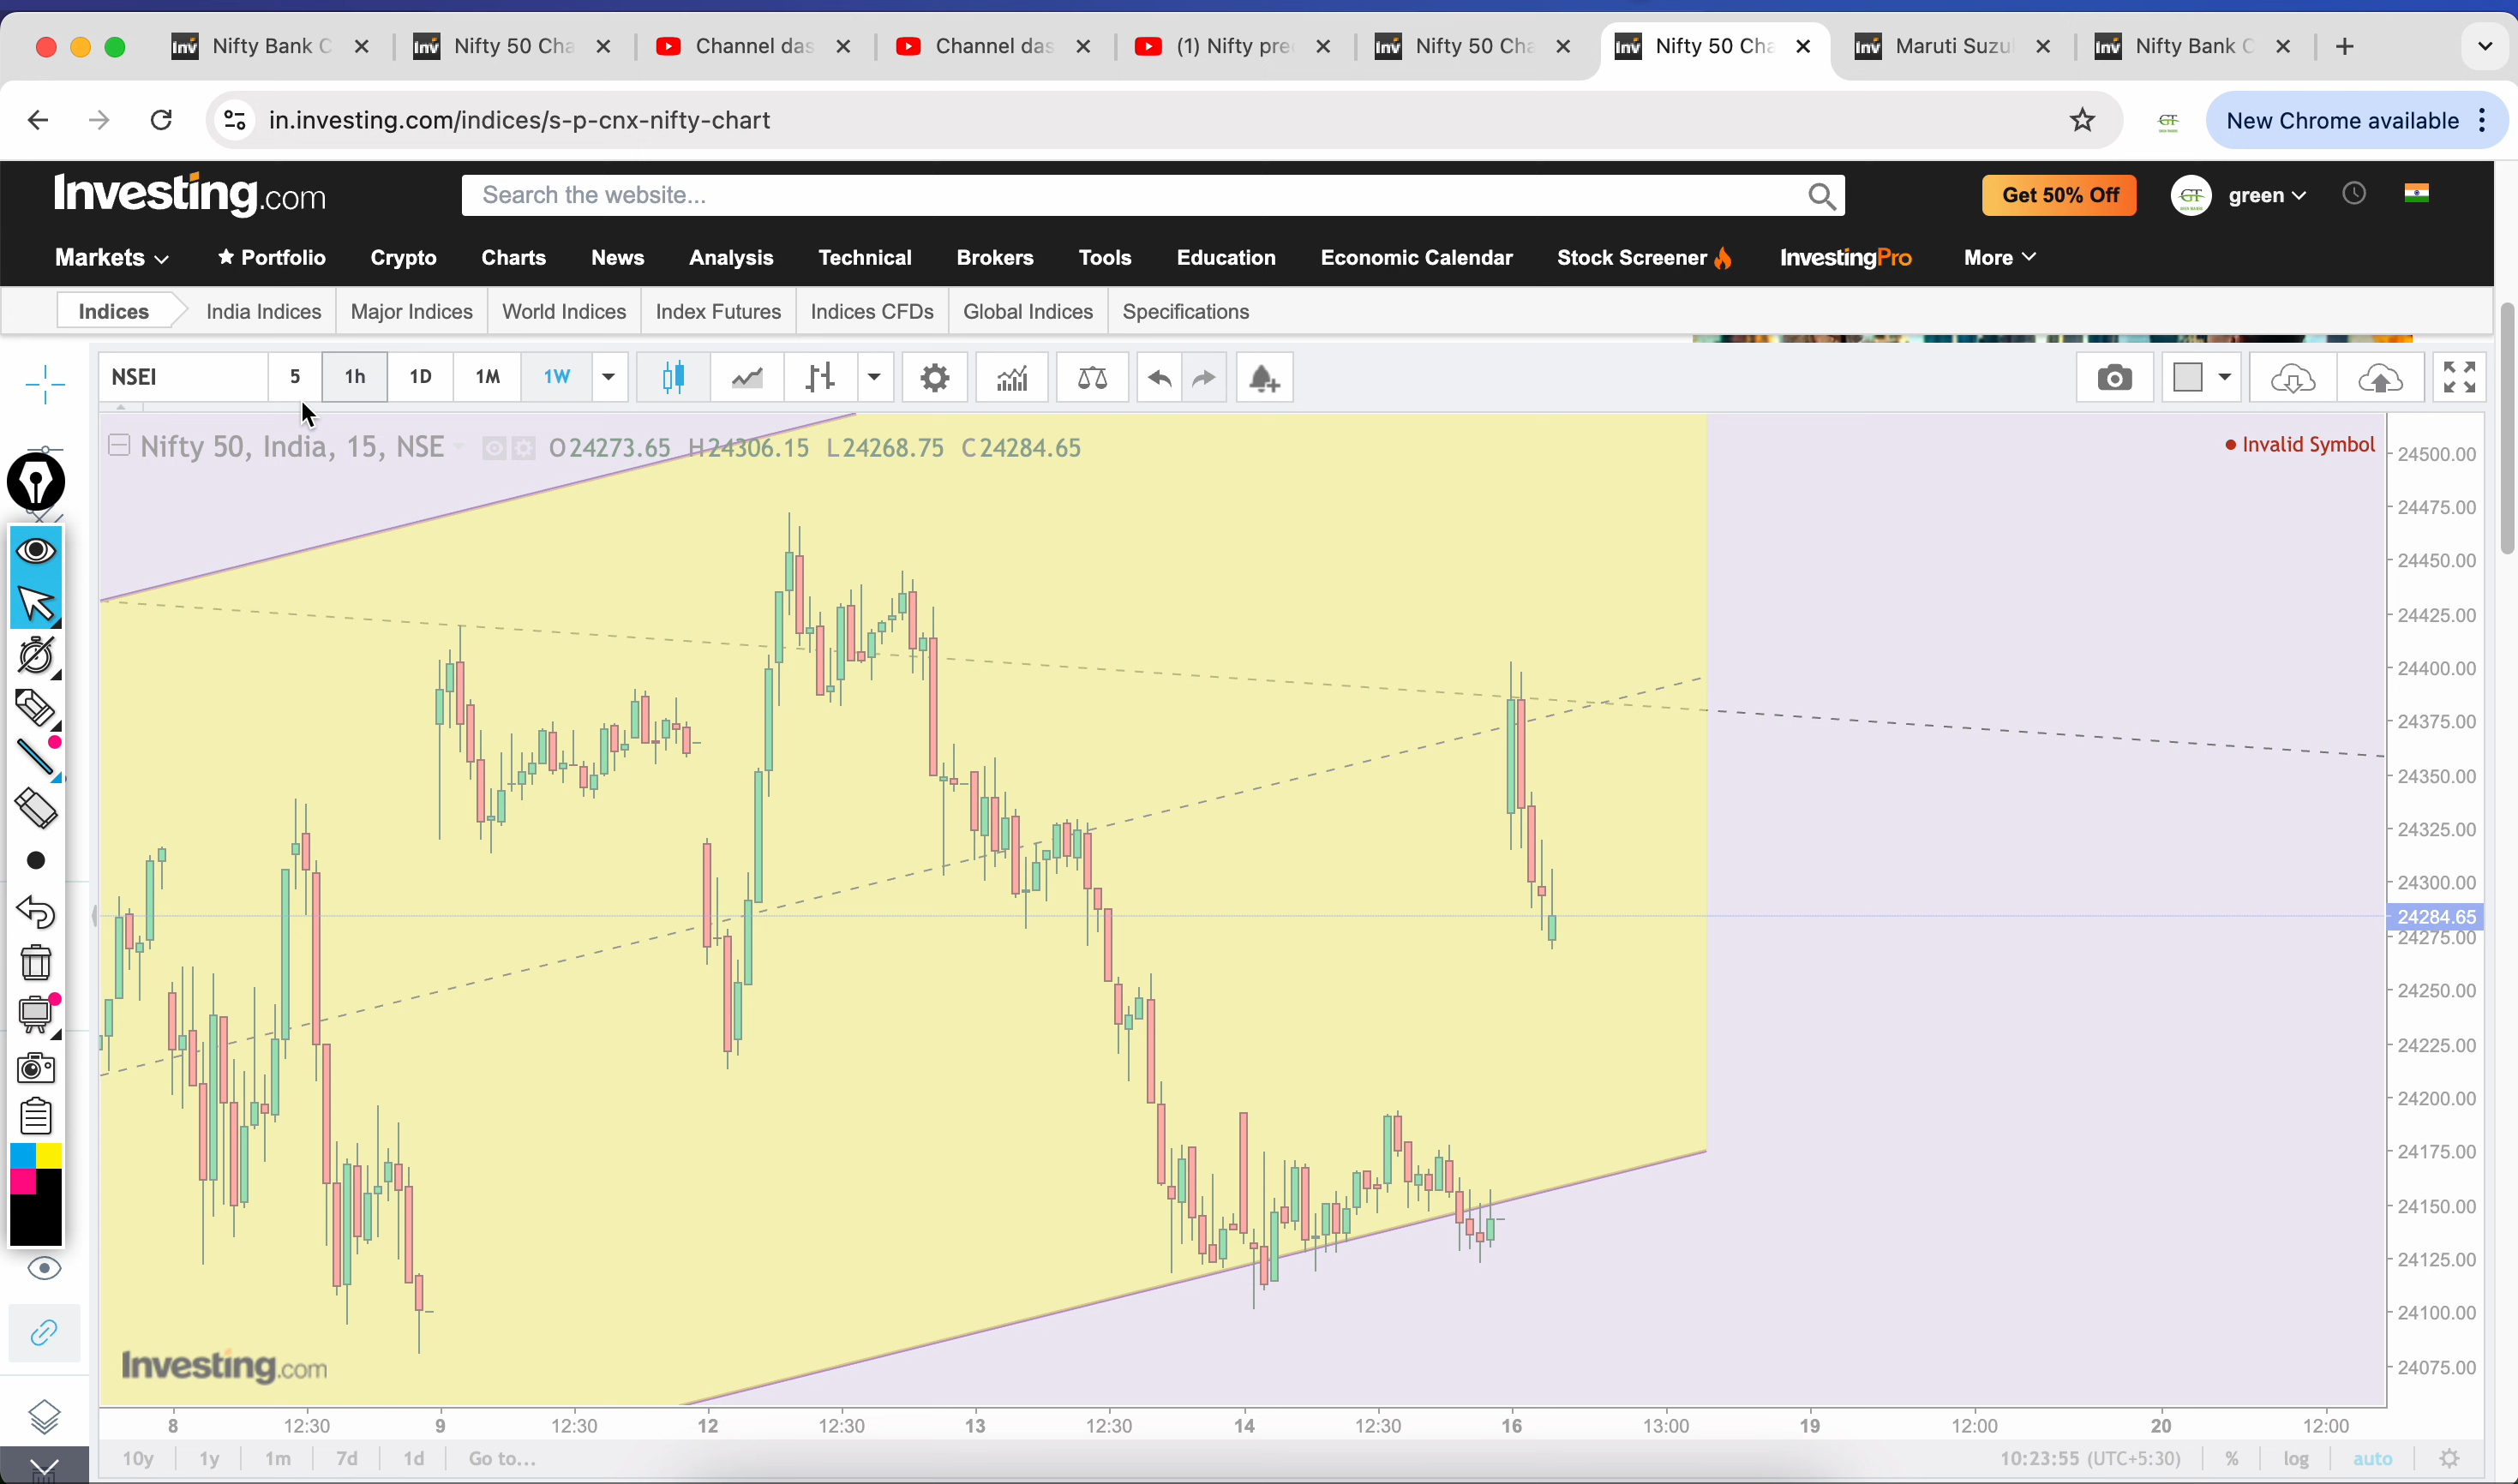 Nifty Bank C
Nifty 50 Cha
Channel das
Channel das
(1) Nifty pre
Nifty 50 Cha
Nifty 50 Cha
Maruti Suzu
Nifty Bank C
in.investing.com/indices/s-p-cnx-nifty-chart
GT
New Chrome available
Investing.com
Search the website...
Get 50% Off
GT
green
Markets
Portfolio
Crypto
Charts
News
Analysis
Technical
Brokers
Tools
Education
Economic Calendar
Stock Screener
InvestingPro
More
Indices
India Indices
Major Indices
World Indices
Index Futures
Indices CFDs
Global Indices
Specifications
NSEI
5
1h
1D
1M
1W
Nifty 50, India, 15, NSE
O24273.65 H24306.15 L24268.75 C24284.65
Invalid Symbol
24500.00
24475.00
24450.00
24425.00
24400.00
24375.00
24350.00
24325.00
24300.00
24284.65
24275.00
24250.00
24225.00
24200.00
24175.00
24150.00
24125.00
24100.00
24075.00
Investing.com
8 12:30 9 12:30 12 12:30 13 12:30 14 12:30 16 13:00 19 12:00 20 12:00
10y 1y 1m 7d 1d Go to... 10:23:55 (UTC+5:30) % log auto